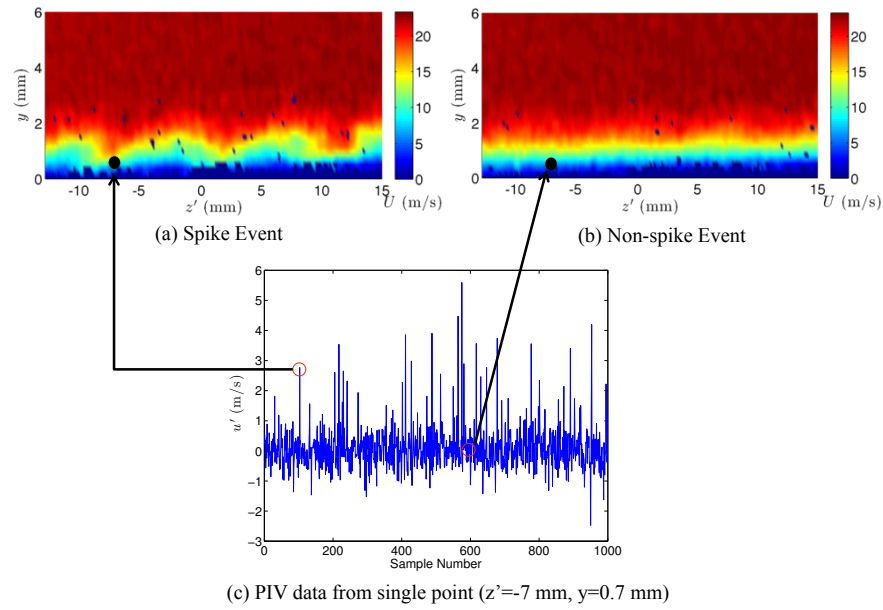 6
4
2
0
y (mm)
-10 -5 0 5 10 15
z′ (mm)
20
15
10
5
0
U (m/s)
(a) Spike Event
6
4
2
0
y (mm)
-10 -5 0 5 10 15
z′ (mm)
20
15
10
5
0
U (m/s)
(b) Non-spike Event
6
5
4
3
2
1
0
−1
−2
−3
u′ (m/s)
0 200 400 600 800 1000
Sample Number
(c) PIV data from single point (z’=-7 mm, y=0.7 mm)